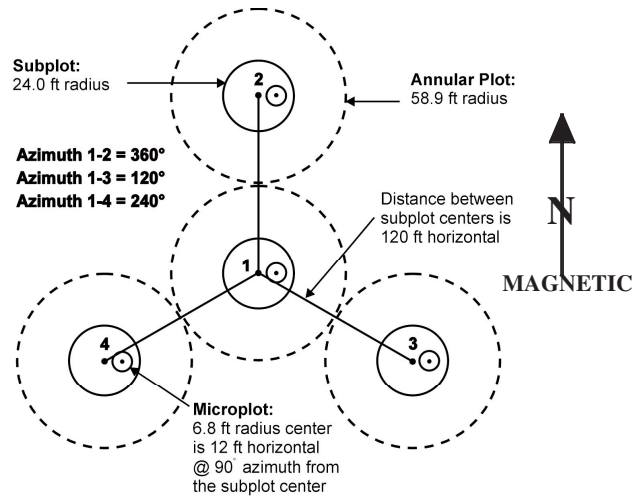 Subplot:
24.0 ft radius
2
Annular Plot:
58.9 ft radius
Azimuth 1-2 = 360°
Azimuth 1-3 = 120°
Azimuth 1-4 = 240°
Distance between
subplot centers is
120 ft horizontal
N
MAGNETIC
1
4
3
Microplot:
6.8 ft radius center
is 12 ft horizontal
@ 90° azimuth from
the subplot center